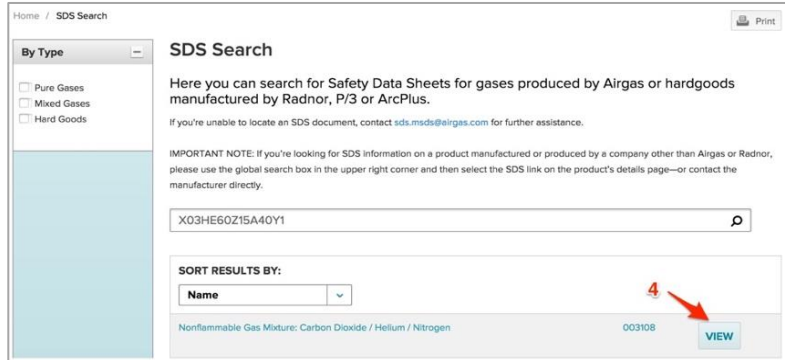 Home / SDS Search
Print
By Type
Pure Gases
Mixed Gases
Hard Goods
SDS Search
Here you can search for Safety Data Sheets for gases produced by Airgas or hardgoods
manufactured by Radnor, P/3 or ArcPlus.
If you're unable to locate an SDS document, contact sds.msds@airgas.com for further assistance.
IMPORTANT NOTE: If you're looking for SDS information on a product manufactured or produced by a company other than Airgas or Radnor,
please use the global search box in the upper right corner and then select the SDS link on the product's details page—or contact the
manufacturer directly.
X03HE60Z15A40Y1
SORT RESULTS BY:
Name
4
Nonflammable Gas Mixture: Carbon Dioxide / Helium / Nitrogen 003108 VIEW